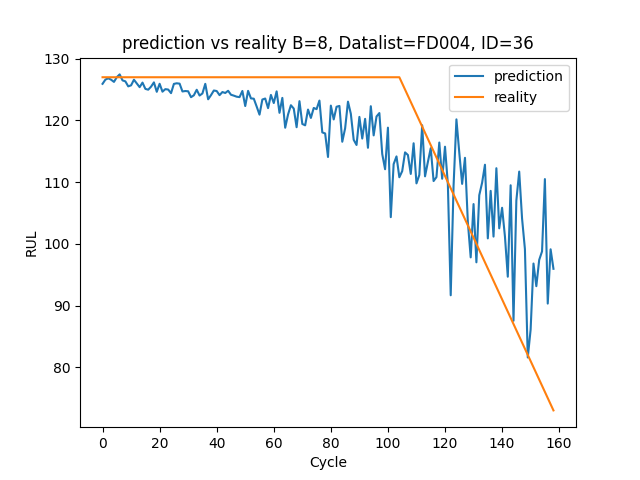 prediction vs reality B=8, Datalist=FD004, ID=36
prediction
reality
RUL
130
120
110
100
90
80
0 20 40 60 80 100 120 140 160
Cycle